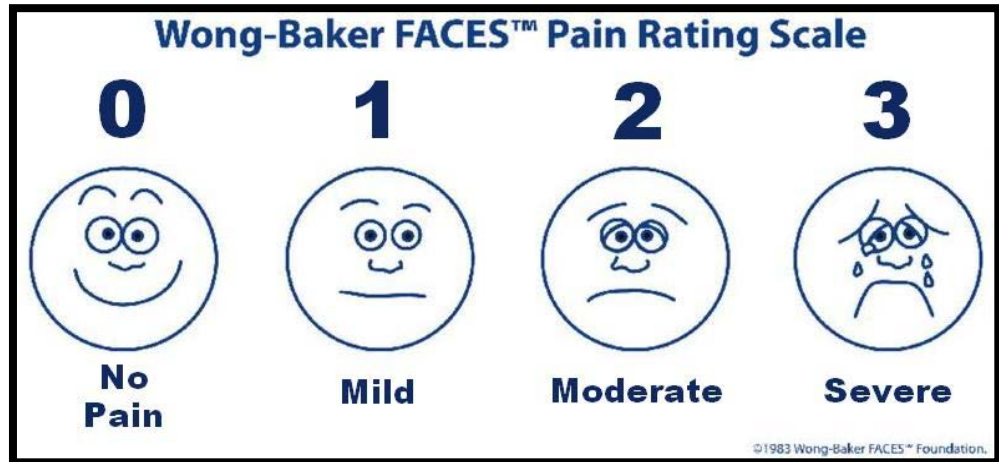 Wong-Baker FACES™ Pain Rating Scale
0 1 2 3
No Pain
Mild
Moderate
Severe
©1983 Wong-Baker FACES™ Foundation.